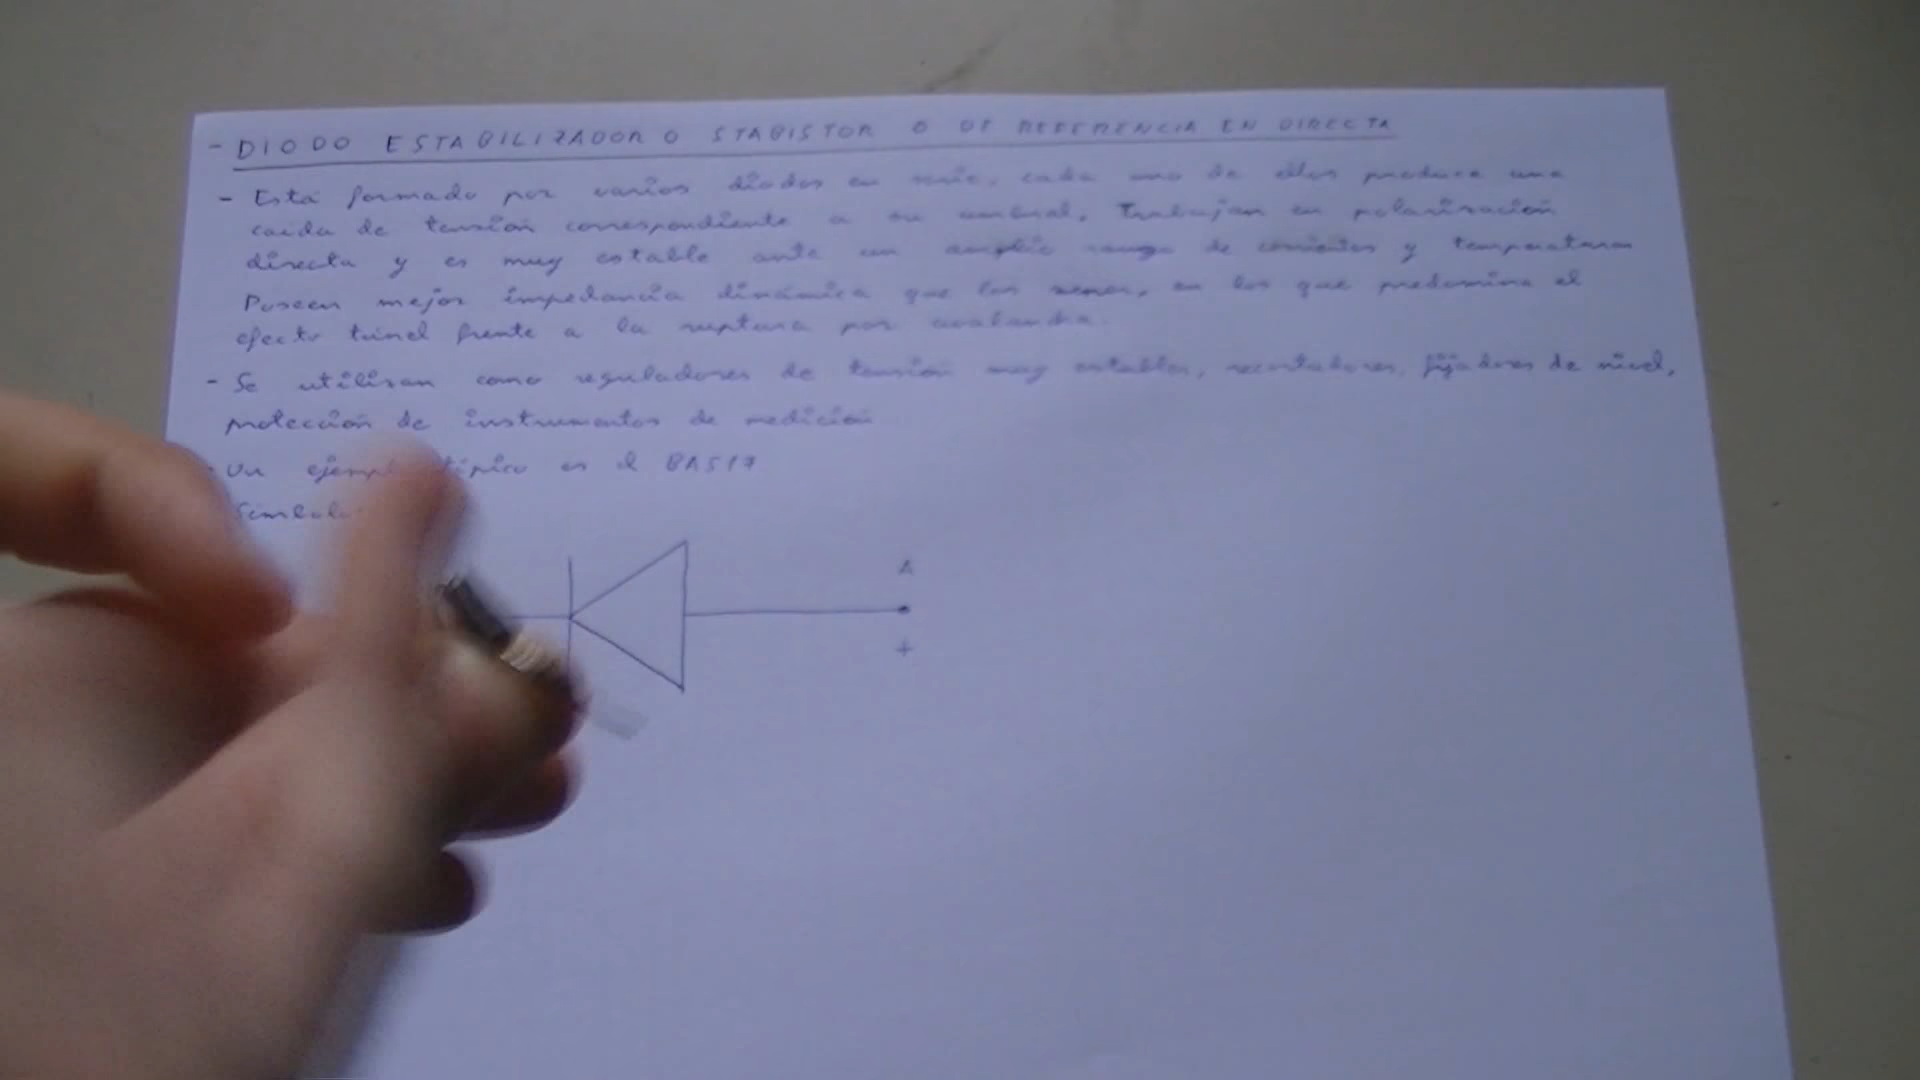 - DIODO ESTABILIZADOR O STABISTOR O DE REFERENCIA EN DIRECTA
- Está formado por varios diodos en serie, cada uno de ellos produce una
caída de tensión correspondiente a su umbral. Trabajan en polarización
directa y es muy estable ante un amplio rango de corrientes y temperaturas
Poseen mejor impedancia dinámica que los zener, en los que predomina el
efecto túnel frente a la ruptura por avalancha.
- Se utilizan como reguladores de tensión muy estables, recortadores, fijadores de nivel,
protección de instrumentos de medición
Un típico es el BAS17
A
+